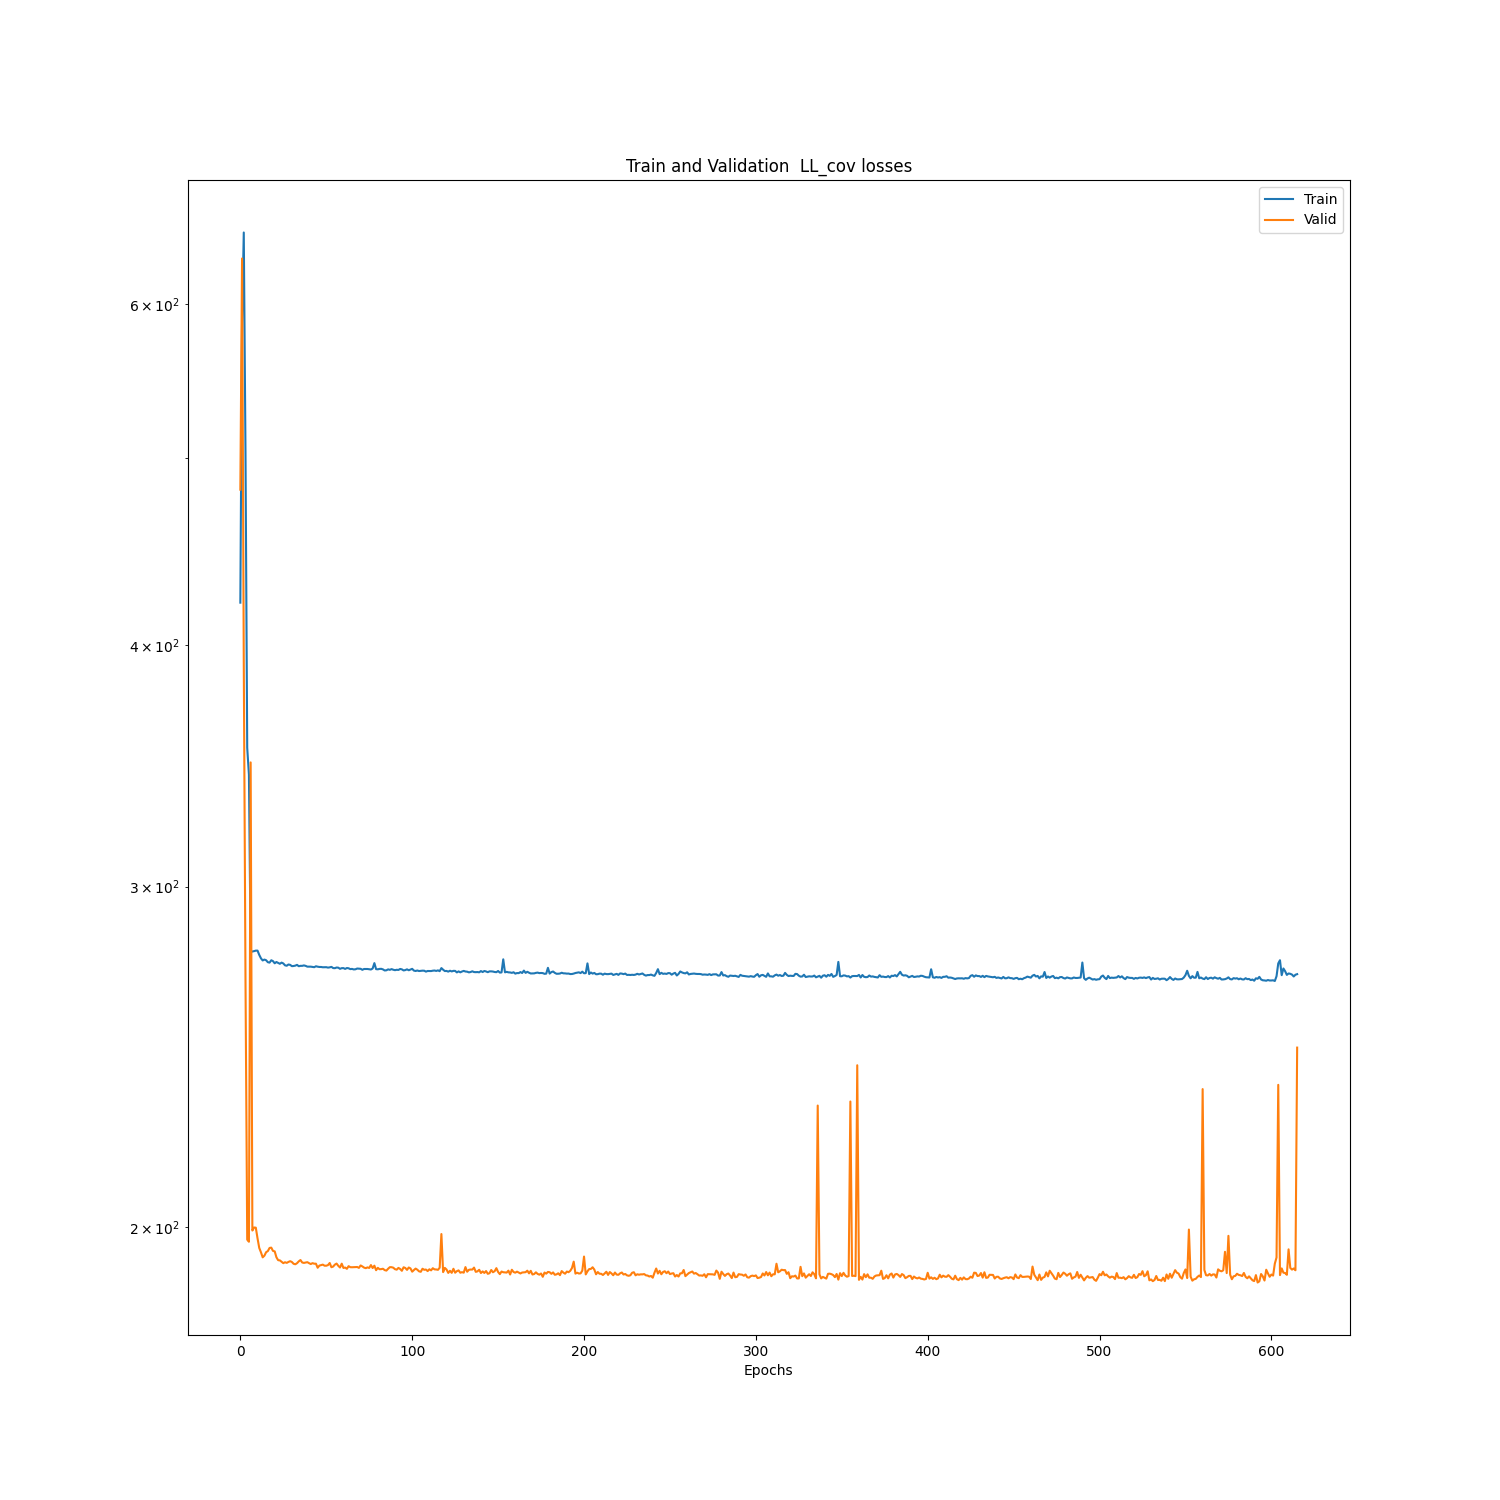 Train and Validation  LL_cov losses
Train
Valid
6 × 10²
4 × 10²
3 × 10²
2 × 10²
0 100 200 300 400 500 600
Epochs